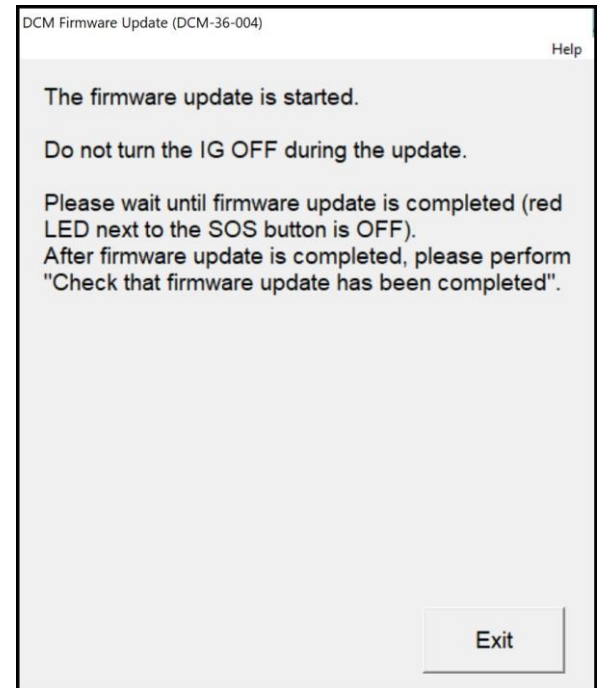 DCM Firmware Update (DCM-36-004)
Help
The firmware update is started.
Do not turn the IG OFF during the update.
Please wait until firmware update is completed (red
LED next to the SOS button is OFF).
After firmware update is completed, please perform
"Check that firmware update has been completed".
Exit